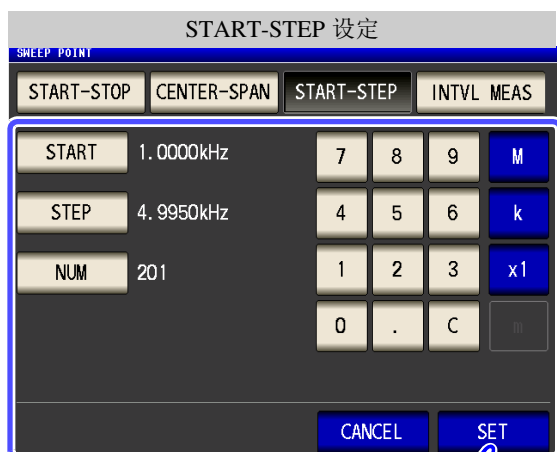 START-STEP 设定
SWEEP POINT
START-STOP CENTER-SPAN START-STEP INTVL MEAS
START 1.0000kHz 7 8 9 M
STEP 4.9950kHz 4 5 6 k
NUM 201 1 2 3 x1
0 . C m
CANCEL SET